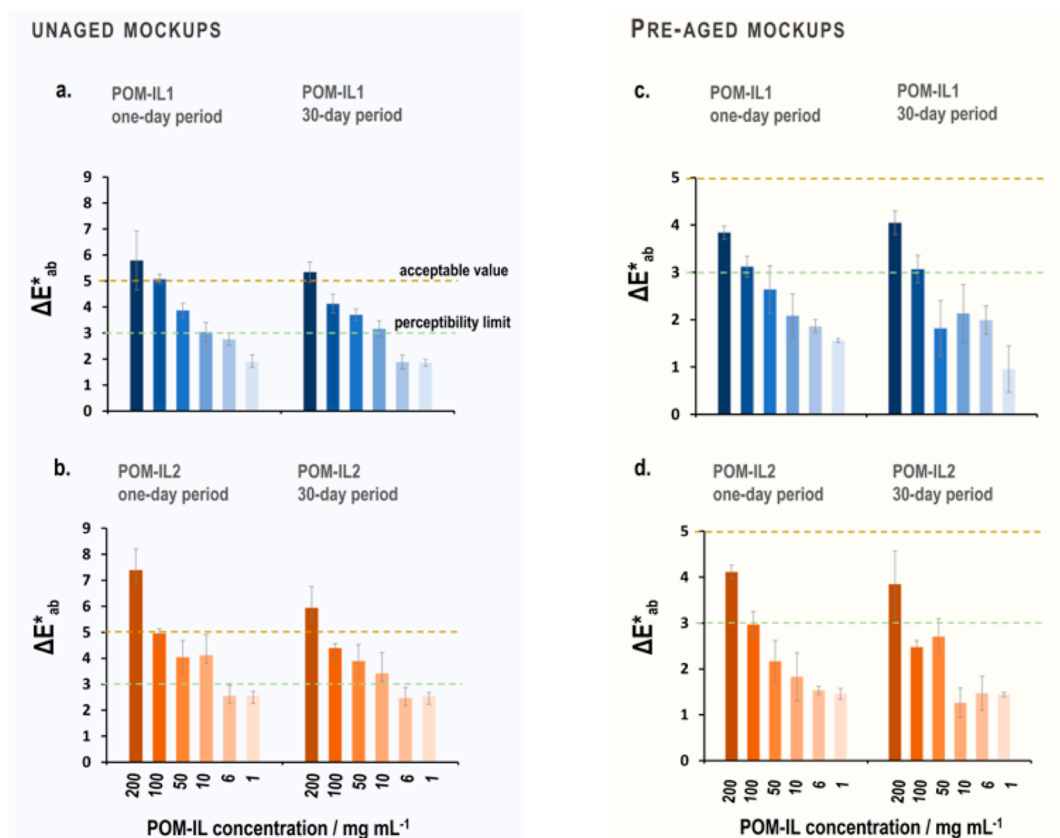 UNAGED MOCKUPS
a.
POM-IL1
one-day period
POM-IL1
30-day period
9
8
7
6
5
4
3
2
1
0
ΔE*ab
acceptable value
perceptibility limit
b.
POM-IL2
one-day period
POM-IL2
30-day period
9
8
7
6
5
4
3
2
1
0
ΔE*ab
200 100 50 10 6 1 200 100 50 10 6 1
POM-IL concentration / mg mL-1
PRE-AGED MOCKUPS
c.
POM-IL1
one-day period
POM-IL1
30-day period
5
4
3
2
1
0
ΔE*ab
d.
POM-IL2
one-day period
POM-IL2
30-day period
5
4
3
2
1
0
ΔE*ab
200 100 50 10 6 1 200 100 50 10 6 1
POM-IL concentration / mg mL-1